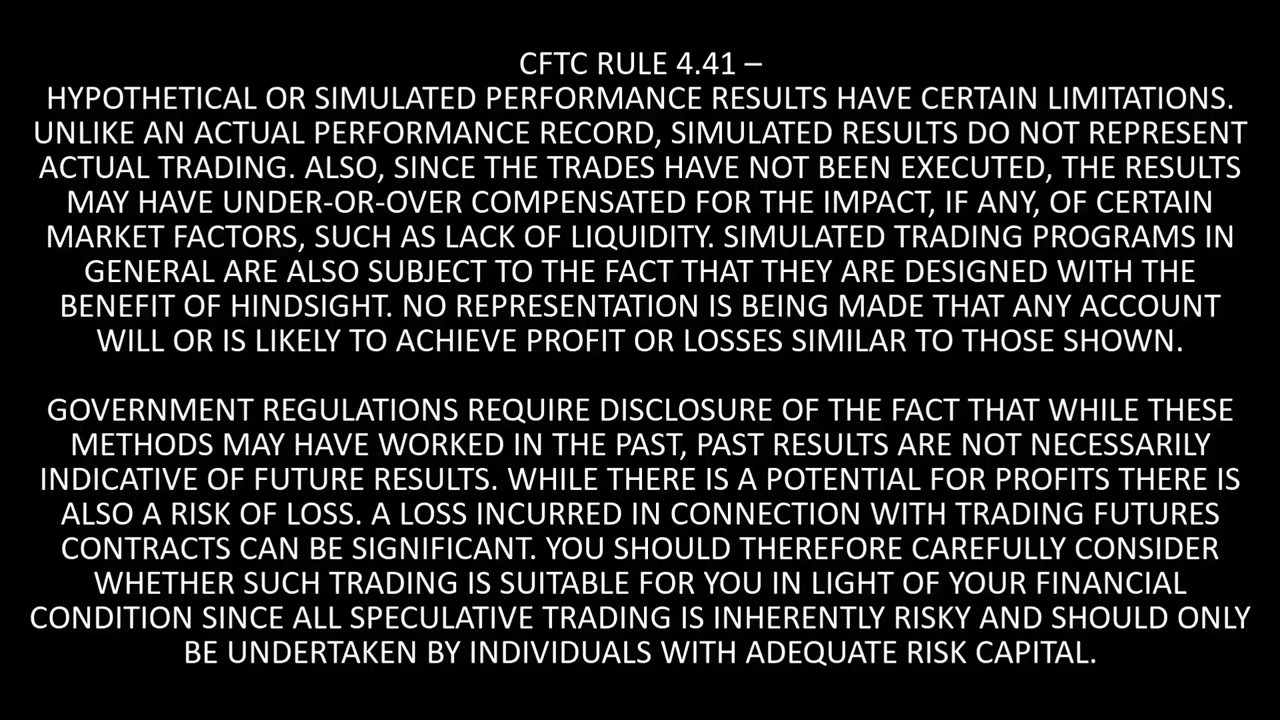 CFTC RULE 4.41 –
HYPOTHETICAL OR SIMULATED PERFORMANCE RESULTS HAVE CERTAIN LIMITATIONS.
UNLIKE AN ACTUAL PERFORMANCE RECORD, SIMULATED RESULTS DO NOT REPRESENT
ACTUAL TRADING. ALSO, SINCE THE TRADES HAVE NOT BEEN EXECUTED, THE RESULTS
MAY HAVE UNDER-OR-OVER COMPENSATED FOR THE IMPACT, IF ANY, OF CERTAIN
MARKET FACTORS, SUCH AS LACK OF LIQUIDITY. SIMULATED TRADING PROGRAMS IN
GENERAL ARE ALSO SUBJECT TO THE FACT THAT THEY ARE DESIGNED WITH THE
BENEFIT OF HINDSIGHT. NO REPRESENTATION IS BEING MADE THAT ANY ACCOUNT
WILL OR IS LIKELY TO ACHIEVE PROFIT OR LOSSES SIMILAR TO THOSE SHOWN.
GOVERNMENT REGULATIONS REQUIRE DISCLOSURE OF THE FACT THAT WHILE THESE
METHODS MAY HAVE WORKED IN THE PAST, PAST RESULTS ARE NOT NECESSARILY
INDICATIVE OF FUTURE RESULTS. WHILE THERE IS A POTENTIAL FOR PROFITS THERE IS
ALSO A RISK OF LOSS. A LOSS INCURRED IN CONNECTION WITH TRADING FUTURES
CONTRACTS CAN BE SIGNIFICANT. YOU SHOULD THEREFORE CAREFULLY CONSIDER
WHETHER SUCH TRADING IS SUITABLE FOR YOU IN LIGHT OF YOUR FINANCIAL
CONDITION SINCE ALL SPECULATIVE TRADING IS INHERENTLY RISKY AND SHOULD ONLY
BE UNDERTAKEN BY INDIVIDUALS WITH ADEQUATE RISK CAPITAL.